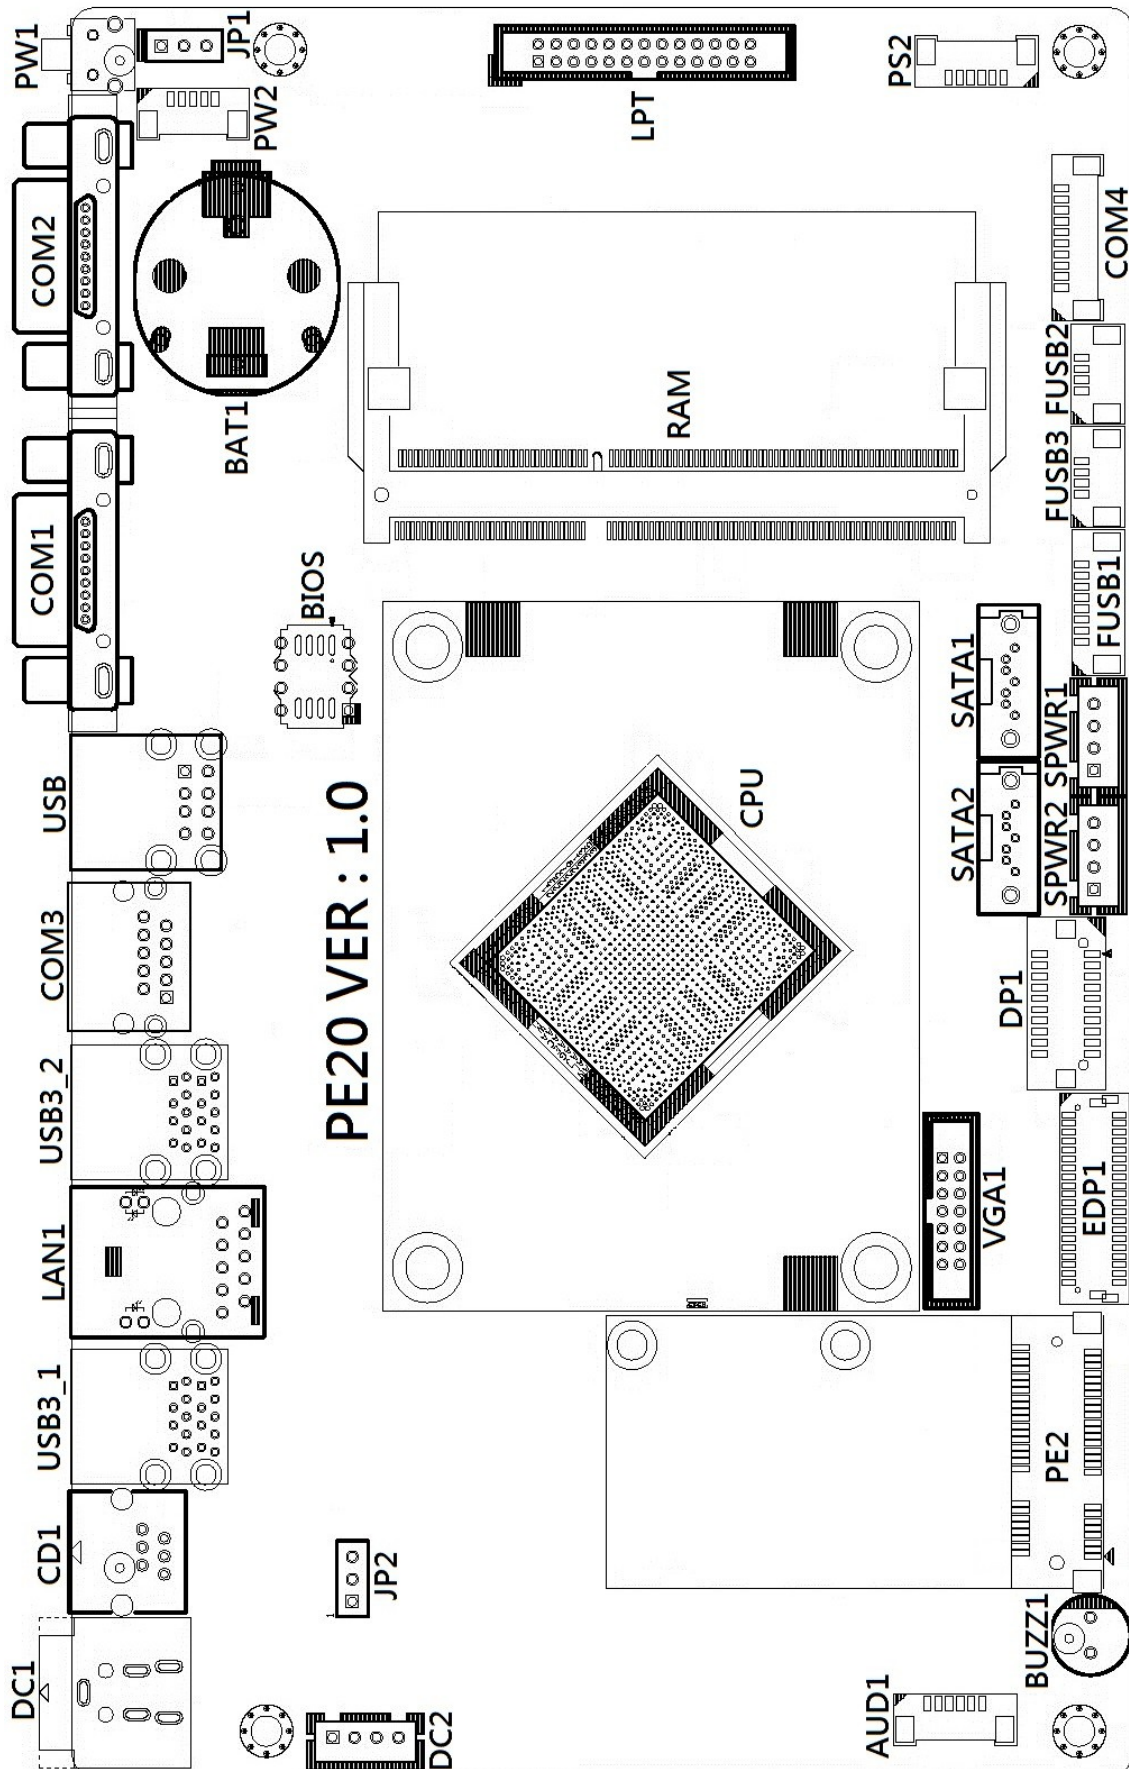 PW1
JP1
PW2
LPT
PS2
COM2
BAT1
COM4
RAM
FUSB2
FUSB3
COM1
BIOS
FUSB1
SATA1
SPWR1
USB
CPU
PE20 VER : 1.0
SATA2
SPWR2
COM3
DP1
USB3_2
LAN1
VGA1
EDP1
USB3_1
PE2
CD1
JP2
1
BUZZ1
DC1
DC2
AUD1